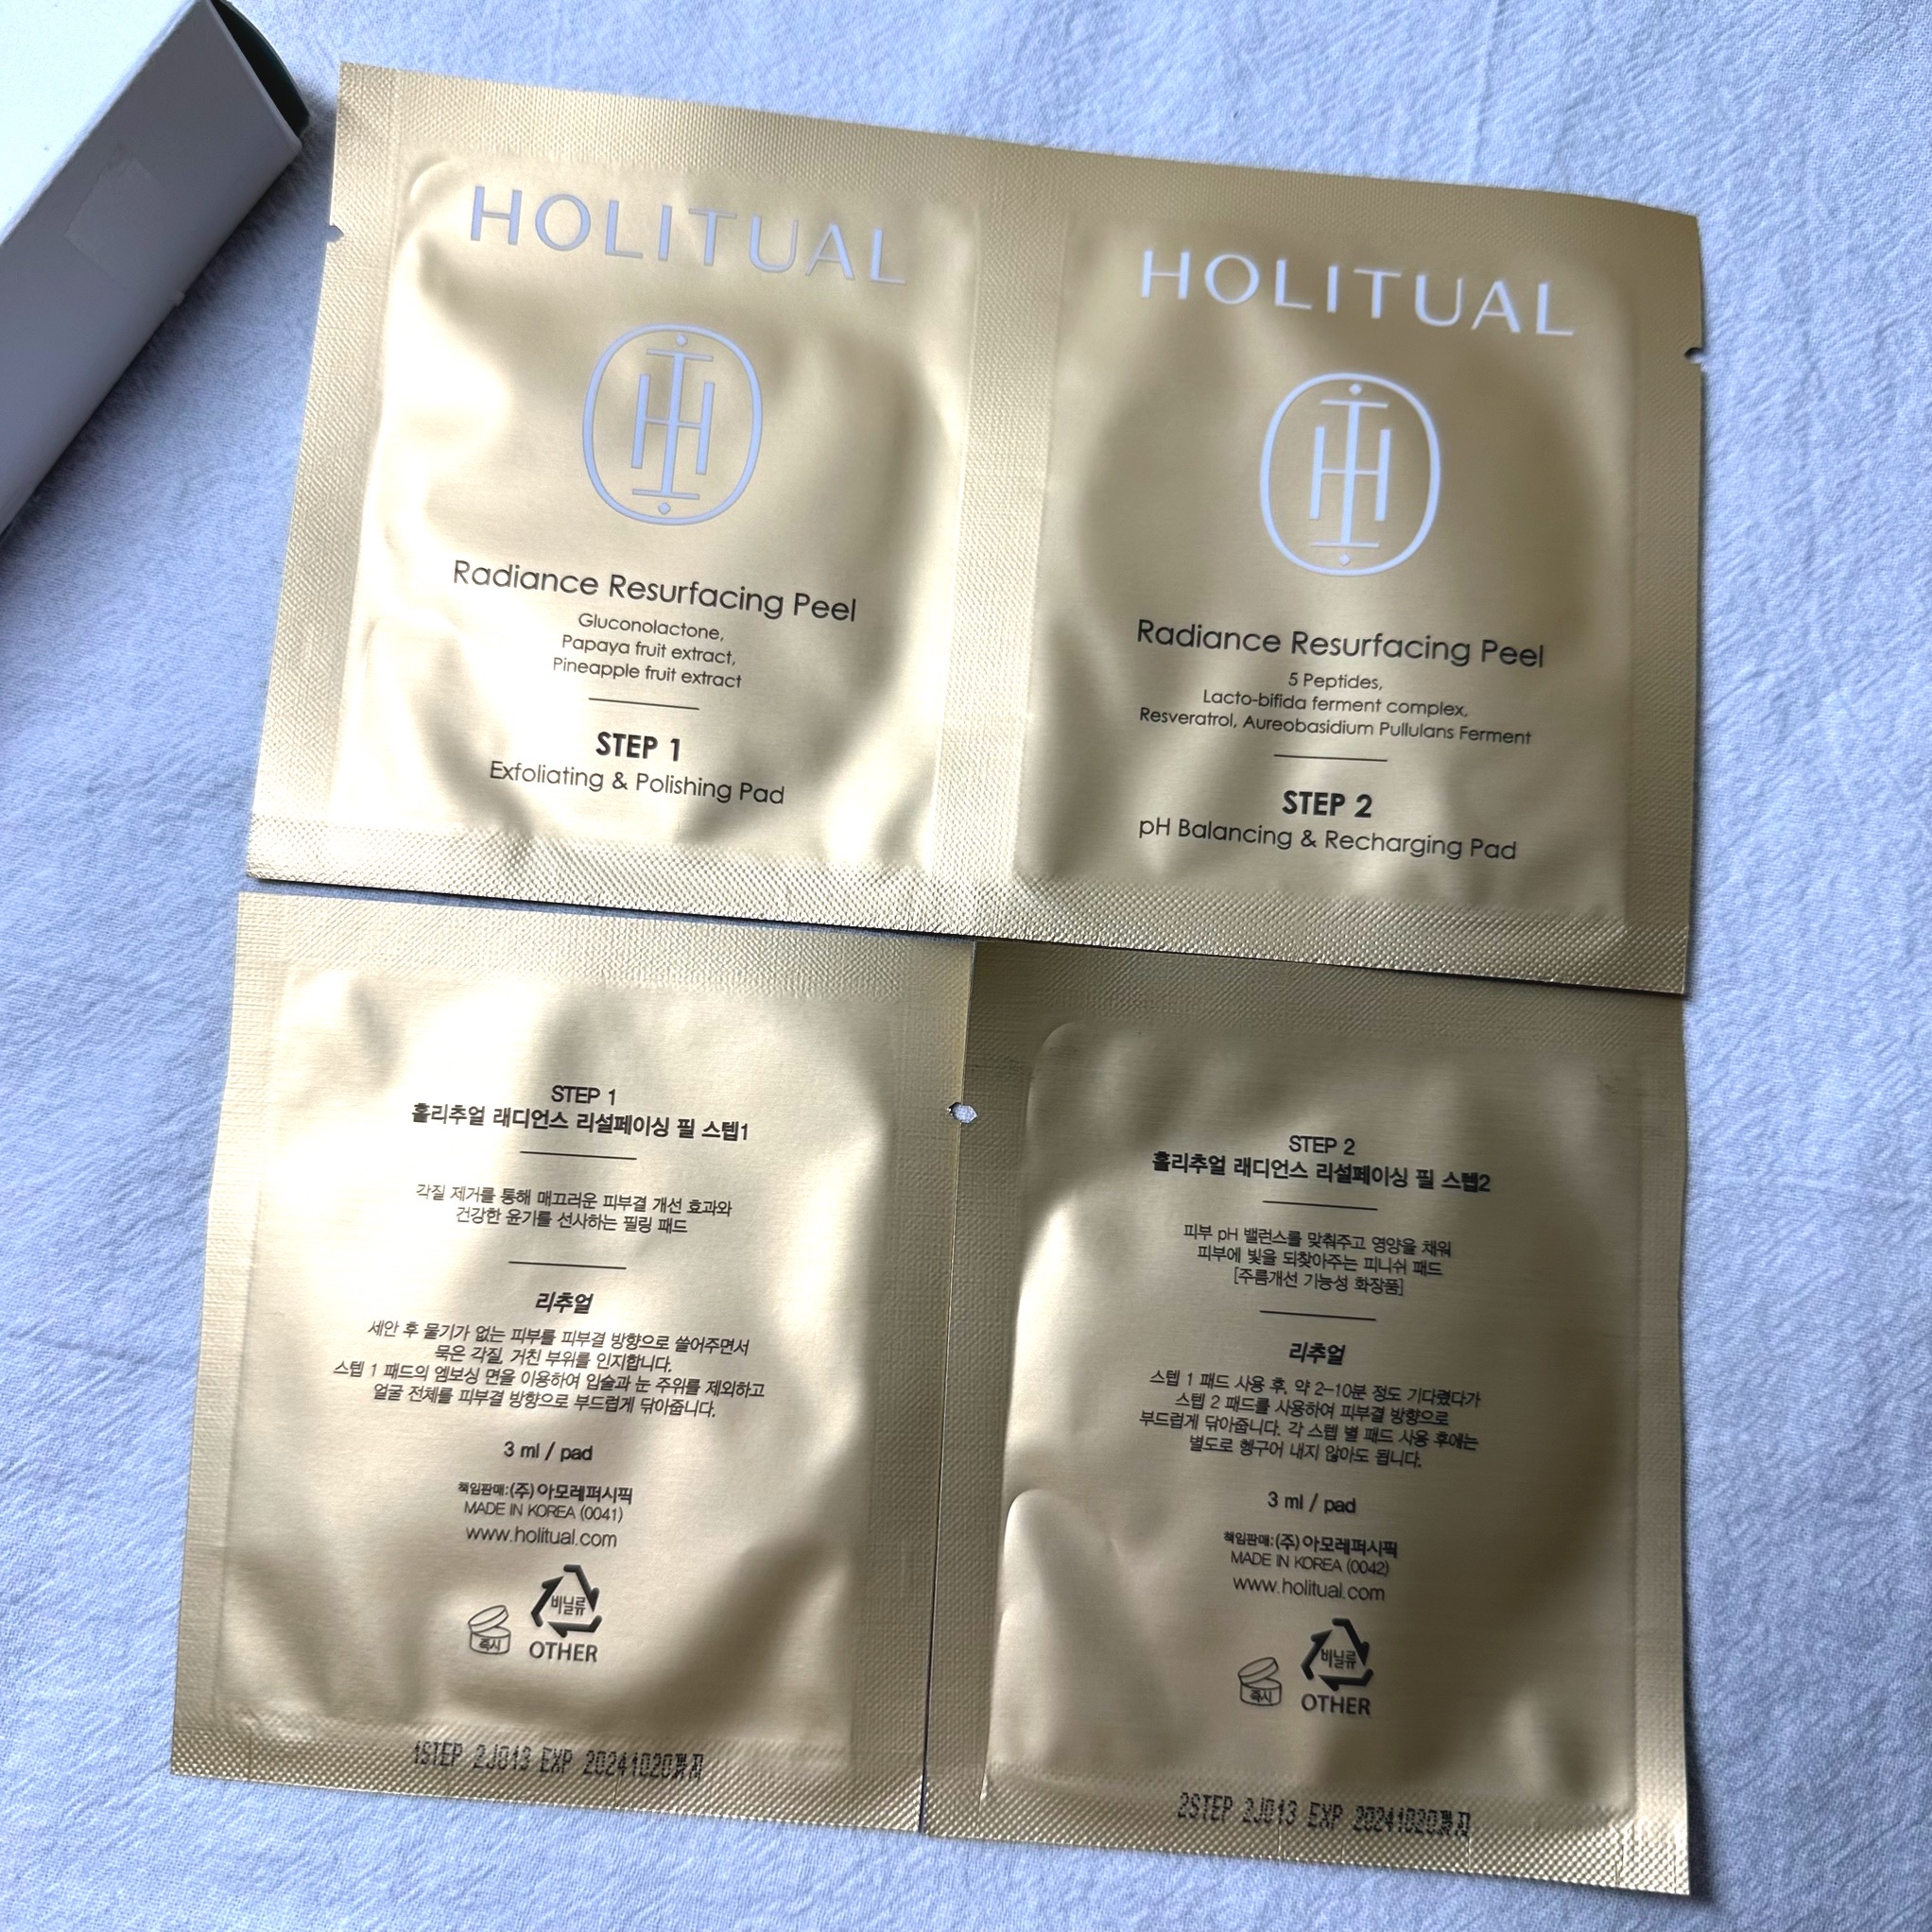 HOLITUAL
Radiance Resurfacing Peel
Gluconolactone,
Papaya fruit extract,
Pineapple fruit extract
STEP 1
Exfoliating & Polishing Pad
HOLITUAL
Radiance Resurfacing Peel
5 Peptides,
Lacto-bifida ferment complex,
Resveratrol, Aureobasidium Pullulans Ferment
STEP 2
pH Balancing & Recharging Pad
STEP 1
홀리추얼 래디언스 리설페이싱 필 스텝1
각질 제거를 통해 매끄러운 피부결 개선 효과와
건강한 윤기를 선사하는 필링 패드
리추얼
세안 후 물기가 없는 피부를 피부결 방향으로 쓸어주면서
묵은 각질, 거친 부위를 인지합니다.
스텝 1 패드의 엠보싱 면을 이용하여 입술과 눈 주위를 제외하고
얼굴 전체를 피부결 방향으로 부드럽게 닦아줍니다.
3 ml / pad
책임판매:(주)아모레퍼시픽
MADE IN KOREA (0041)
www.holitual.com
비닐류
즉시
OTHER
1STEP 2J013 EXP 20241020까지
STEP 2
홀리추얼 래디언스 리설페이싱 필 스텝2
피부 pH 밸런스를 맞춰주고 영양을 채워
피부에 빛을 되찾아주는 피니쉬 패드
[주름개선 기능성 화장품]
리추얼
스텝 1 패드 사용 후, 약 2-10분 정도 기다렸다가
스텝 2 패드를 사용하여 피부결 방향으로
부드럽게 닦아줍니다. 각 스텝 별 패드 사용 후에는
별도로 헹구어 내지 않아도 됩니다.
3 ml / pad
책임판매:(주)아모레퍼시픽
MADE IN KOREA (0042)
www.holitual.com
비닐류
즉시
OTHER
2STEP 2J013 EXP 20241020까지